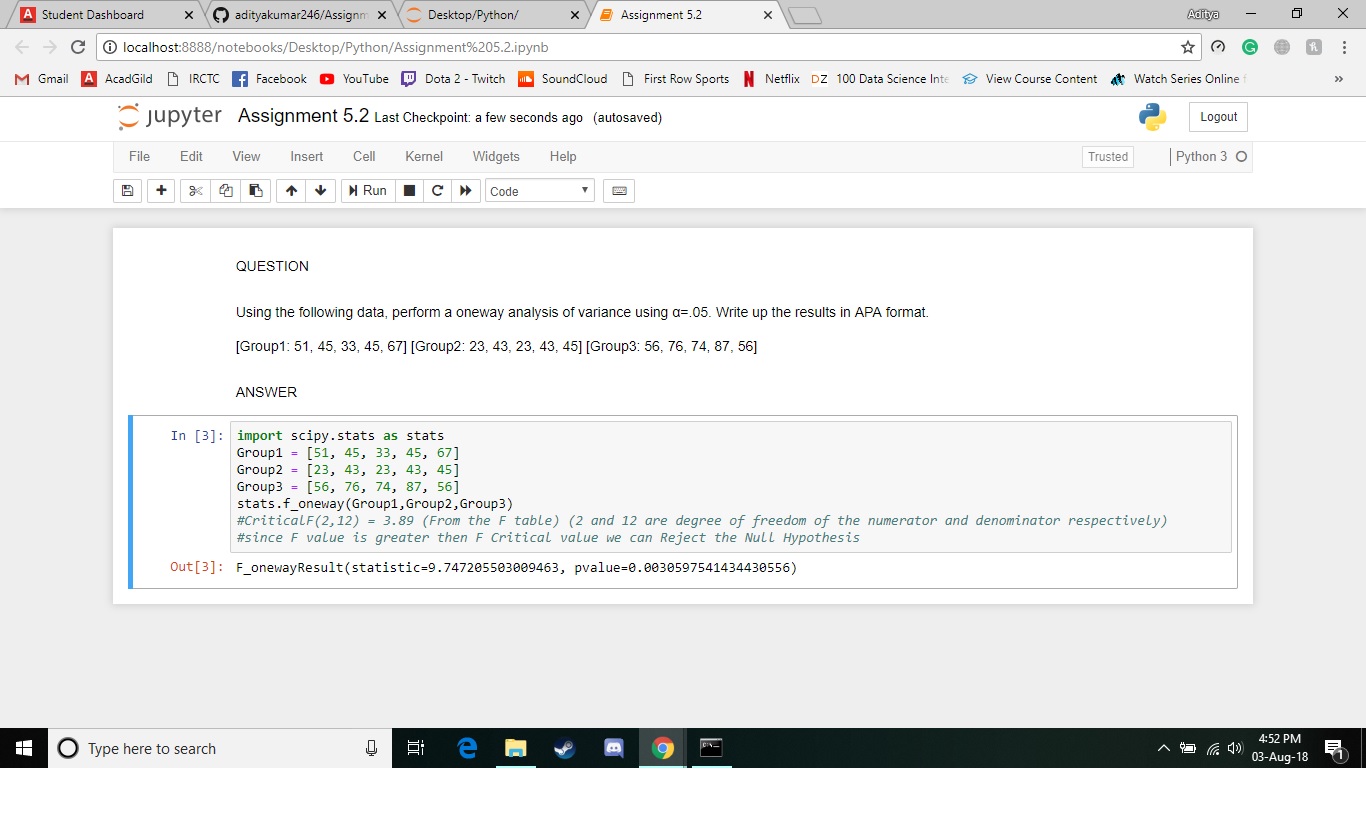 Student Dashboard
adityakumar246/Assignm
Desktop/Python/
Assignment 5.2
Aditya
localhost:8888/notebooks/Desktop/Python/Assignment%205.2.ipynb
Gmail AcadGild IRCTC Facebook YouTube Dota 2 - Twitch SoundCloud First Row Sports Netflix DZ 100 Data Science Inte View Course Content Watch Series Online f »
jupyter Assignment 5.2 Last Checkpoint: a few seconds ago (autosaved)
Logout
File Edit View Insert Cell Kernel Widgets Help
Trusted
Python 3
Run
Code
QUESTION
Using the following data, perform a oneway analysis of variance using α=.05. Write up the results in APA format.
[Group1: 51, 45, 33, 45, 67] [Group2: 23, 43, 23, 43, 45] [Group3: 56, 76, 74, 87, 56]
ANSWER
In [3]: import scipy.stats as stats
Group1 = [51, 45, 33, 45, 67]
Group2 = [23, 43, 23, 43, 45]
Group3 = [56, 76, 74, 87, 56]
stats.f_oneway(Group1,Group2,Group3)
#CriticalF(2,12) = 3.89 (From the F table) (2 and 12 are degree of freedom of the numerator and denominator respectively)
#since F value is greater then F Critical value we can Reject the Null Hypothesis
Out[3]: F_onewayResult(statistic=9.747205503009463, pvalue=0.0030597541434430556)
Type here to search
4:52 PM
03-Aug-18
1